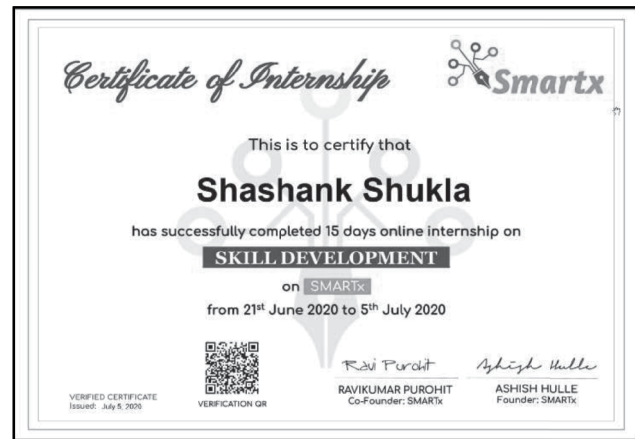 Certificate of Internship
Smartx
This is to certify that
Shashank Shukla
has successfully completed 15 days online internship on
SKILL DEVELOPMENT
on SMARTx
from 21st June 2020 to 5th July 2020
Ravi Purohit
Ashish Hulle
RAVIKUMAR PUROHIT
Co-Founder: SMARTx
ASHISH HULLE
Founder: SMARTx
VERIFIED CERTIFICATE
Issued: July 5, 2020
VERIFICATION QR